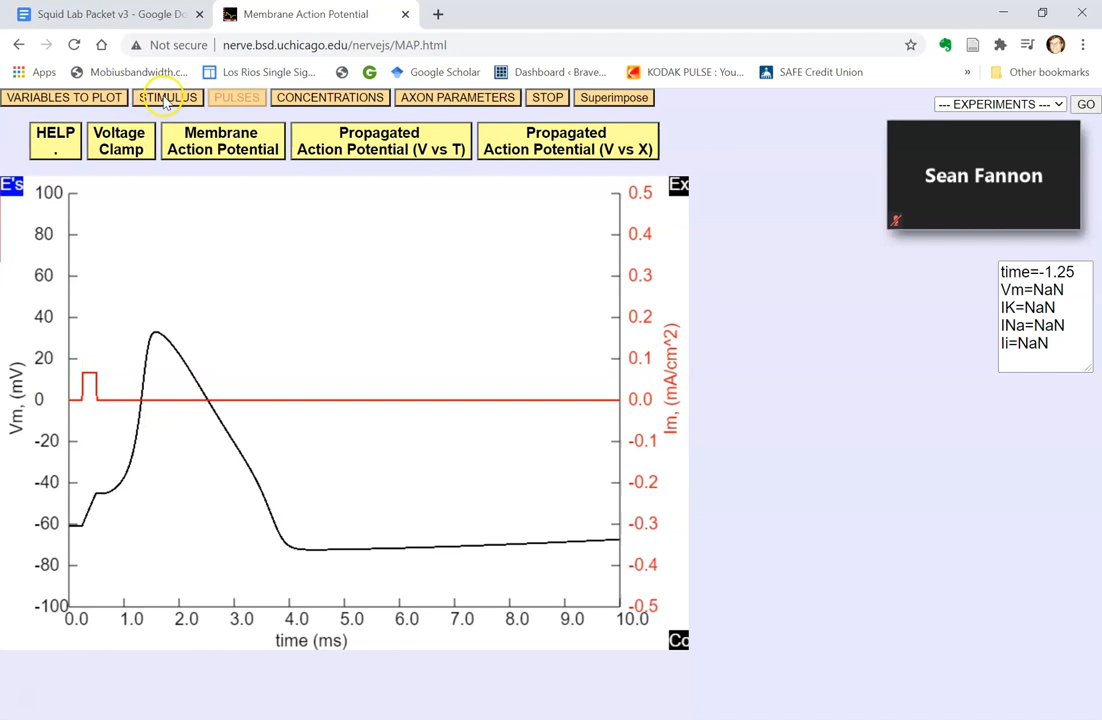 Squid Lab Packet v3 - Google Do
Membrane Action Potential
Not secure
nerve.bsd.uchicago.edu/nervejs/MAP.html
Apps
Mobiusbandwidth.c...
Los Rios Single Sig...
Google Scholar
Dashboard ‹ Brave...
KODAK PULSE : You...
SAFE Credit Union
»
Other bookmarks
VARIABLES TO PLOT
STIMULUS
PULSES
CONCENTRATIONS
AXON PARAMETERS
STOP
Superimpose
--- EXPERIMENTS ---
GO
HELP
.
Voltage
Clamp
Membrane
Action Potential
Propagated
Action Potential (V vs T)
Propagated
Action Potential (V vs X)
Sean Fannon
E's
Ex
100
80
60
40
20
0
-20
-40
-60
-80
-100
Vm, (mV)
0.5
0.4
0.3
0.2
0.1
0.0
-0.1
-0.2
-0.3
-0.4
-0.5
Im, (mA/cm^2)
0.0
1.0
2.0
3.0
4.0
5.0
6.0
7.0
8.0
9.0
10.0
time (ms)
Co
time=-1.25
Vm=NaN
IK=NaN
INa=NaN
Ii=NaN